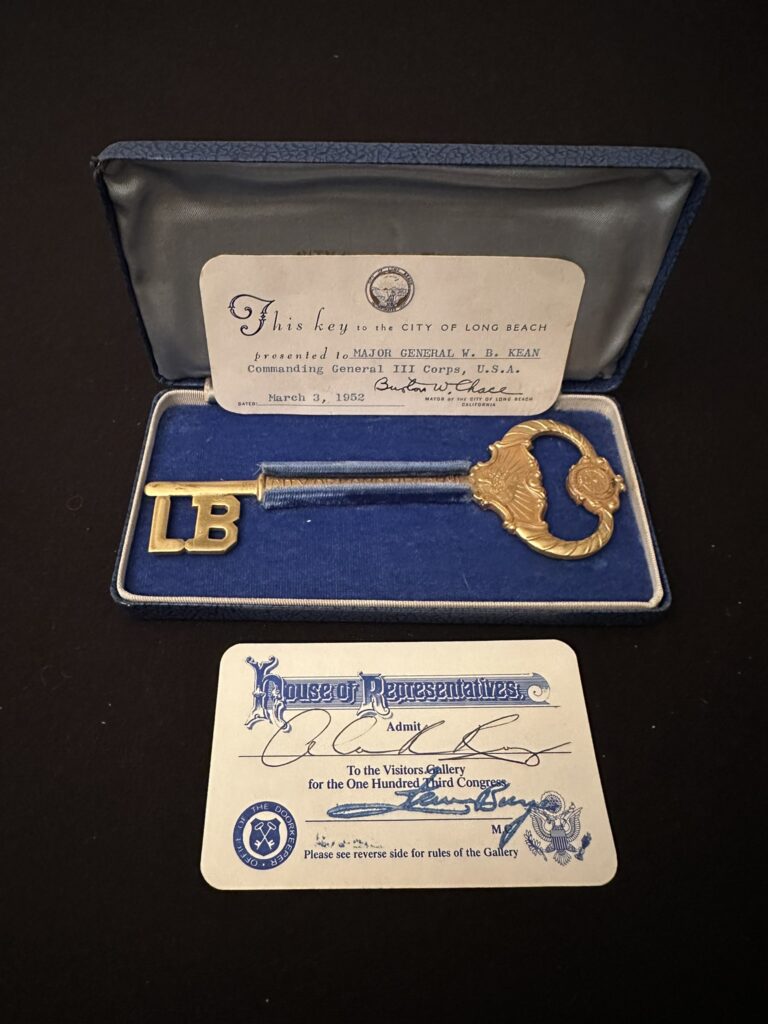 This key to the CITY OF LONG BEACH
presented to MAJOR GENERAL W. B. KEAN
Commanding General III Corps, U.S.A.
Burton W. Chace
DATED: March 3, 1952
MAYOR OF THE CITY OF LONG BEACH
CALIFORNIA
LB
House of Representatives,
Admit
To the Visitors Gallery
for the One Hundred Third Congress
M.C.
OFFICE OF THE DOORKEEPER
Please see reverse side for rules of the Gallery